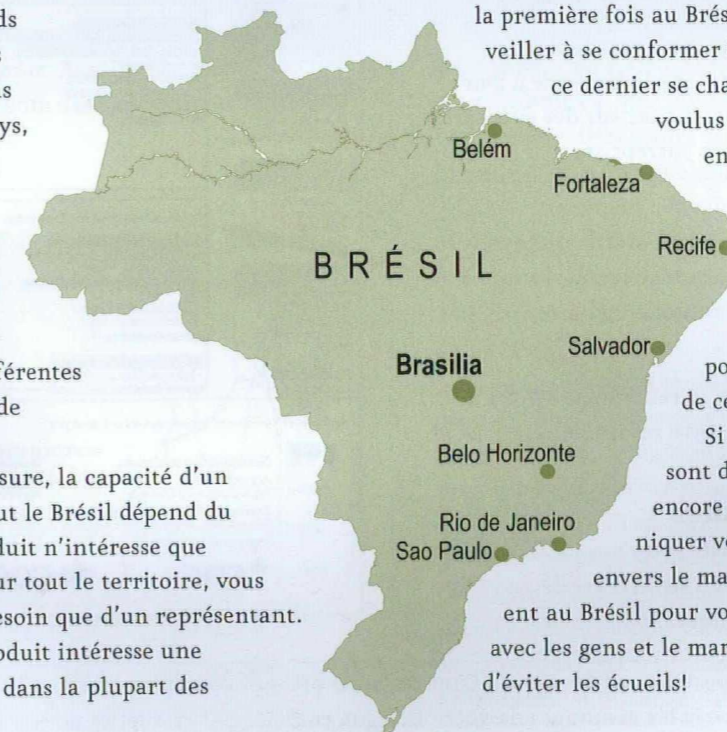 ds
s
s
ys,
férentes
de
sure, la capacité d'un
ut le Brésil dépend du
duit n'intéresse que
ur tout le territoire, vous
esoin que d'un représentant.
oduit intéresse une
dans la plupart des
BRÉSIL
Belém
Fortaleza
Recife
Salvador
Brasilia
Belo Horizonte
Rio de Janeiro
Sao Paulo
la première fois au Brés
veiller à se conformer
ce dernier se cha
voulus
en
po
de ce
Si
sont d
encore
niquer v
envers le ma
ent au Brésil pour vo
avec les gens et le mar
d'éviter les écueils!